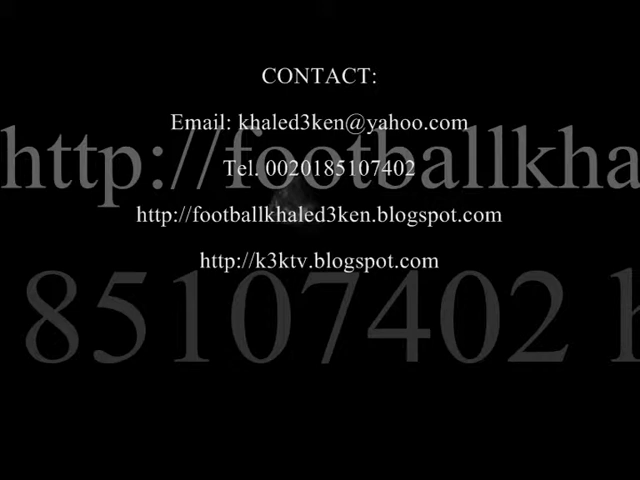 CONTACT:
Email: khaled3ken@yahoo.com
http://footballkha
Tel. 0020185107402
http://footballkhaled3ken.blogspot.com
http://k3ktv.blogspot.com
85107402 h